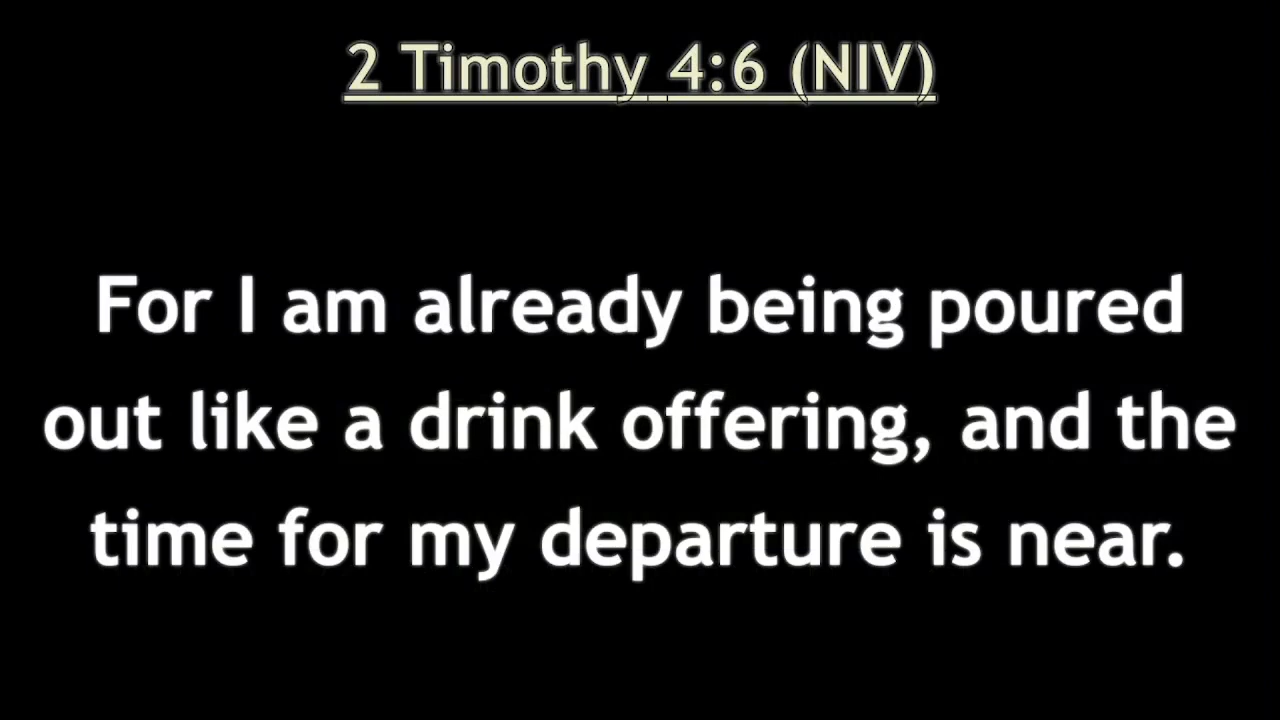 2 Timothy 4:6 (NIV)
For I am already being poured
out like a drink offering, and the
time for my departure is near.